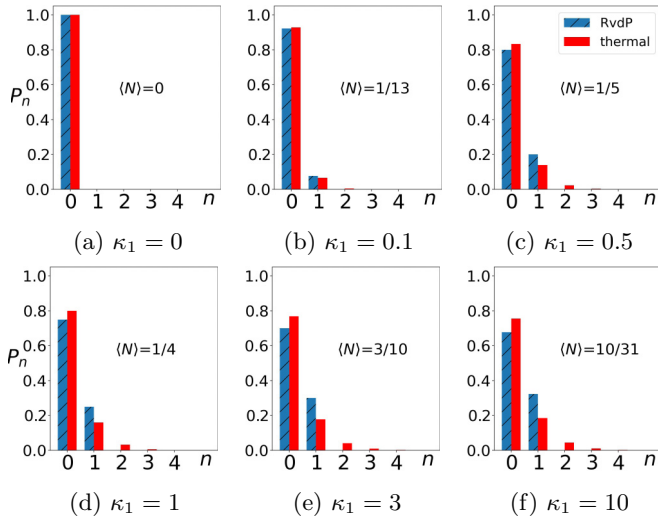 1.0
0.8
0.6
0.4
0.2
0.0
P_n
⟨N⟩=0
0 1 2 3 4 n
(a) κ₁ = 0
1.0
0.8
0.6
0.4
0.2
0.0
⟨N⟩=1/13
0 1 2 3 4 n
(b) κ₁ = 0.1
1.0
0.8
0.6
0.4
0.2
0.0
RvdP
thermal
⟨N⟩=1/5
0 1 2 3 4 n
(c) κ₁ = 0.5
1.0
0.8
0.6
0.4
0.2
0.0
P_n
⟨N⟩=1/4
0 1 2 3 4 n
(d) κ₁ = 1
1.0
0.8
0.6
0.4
0.2
0.0
⟨N⟩=3/10
0 1 2 3 4 n
(e) κ₁ = 3
1.0
0.8
0.6
0.4
0.2
0.0
⟨N⟩=10/31
0 1 2 3 4 n
(f) κ₁ = 10